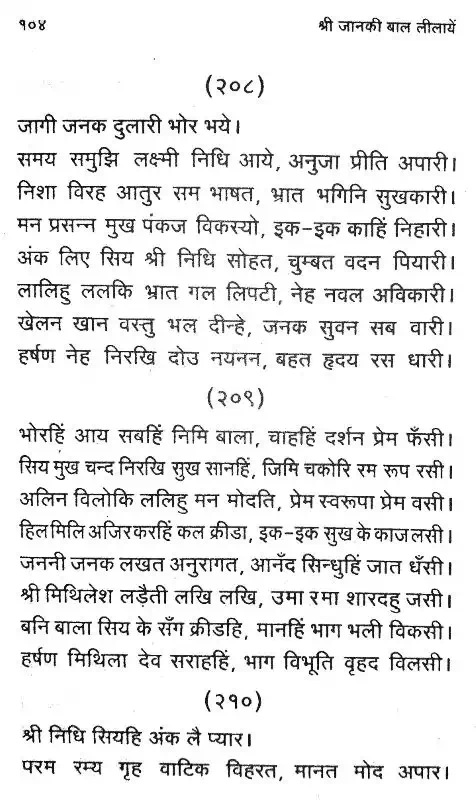 १०४ श्री जानकी बाल लीलायें
(२०८)
जागी जनक दुलारी भोर भये।
समय समुझि लक्ष्मी निधि आये, अनुजा प्रीति अपारी।
निशा विरह आतुर सम भाषत, भ्रात भगिनि सुखकारी।
मन प्रसन्न मुख पंकज विकस्यो, इक-इक काहिं निहारी।
अंक लिए सिय श्री निधि सोहत, चुम्बत वदन पियारी।
लालिहु ललकि भ्रात गल लिपटी, नेह नवल अविकारी।
खेलन खान वस्तु भल दीन्हे, जनक सुवन सब वारी।
हर्षण नेह निरखि दोउ नयनन, बहत हृदय रस धारी।
(२०९)
भोरहिं आय सबहिं निमि बाला, चाहहिं दर्शन प्रेम फँसी।
सिय मुख चन्द निरखि सुख सानहिं, जिमि चकोरि रम रूप रसी।
अलिन विलोकि ललिहु मन मोदति, प्रेम स्वरूपा प्रेम वसी।
हिल मिलि अजिर करहिं कल क्रीडा, इक-इक सुख के काज लसी।
जननी जनक लखत अनुरागत, आनँद सिन्धुहिं जात धँसी।
श्री मिथिलेश लड़ैती लखि लखि, उमा रमा शारदहु जसी।
बनि बाला सिय के सँग क्रीडहि, मानहिं भाग भली विकसी।
हर्षण मिथिला देव सराहहिं, भाग विभूति वृहद विलसी।
(२१०)
श्री निधि सियहि अंक लै प्यार।
परम रम्य गृह वाटिक विहरत, मानत मोद अपार।